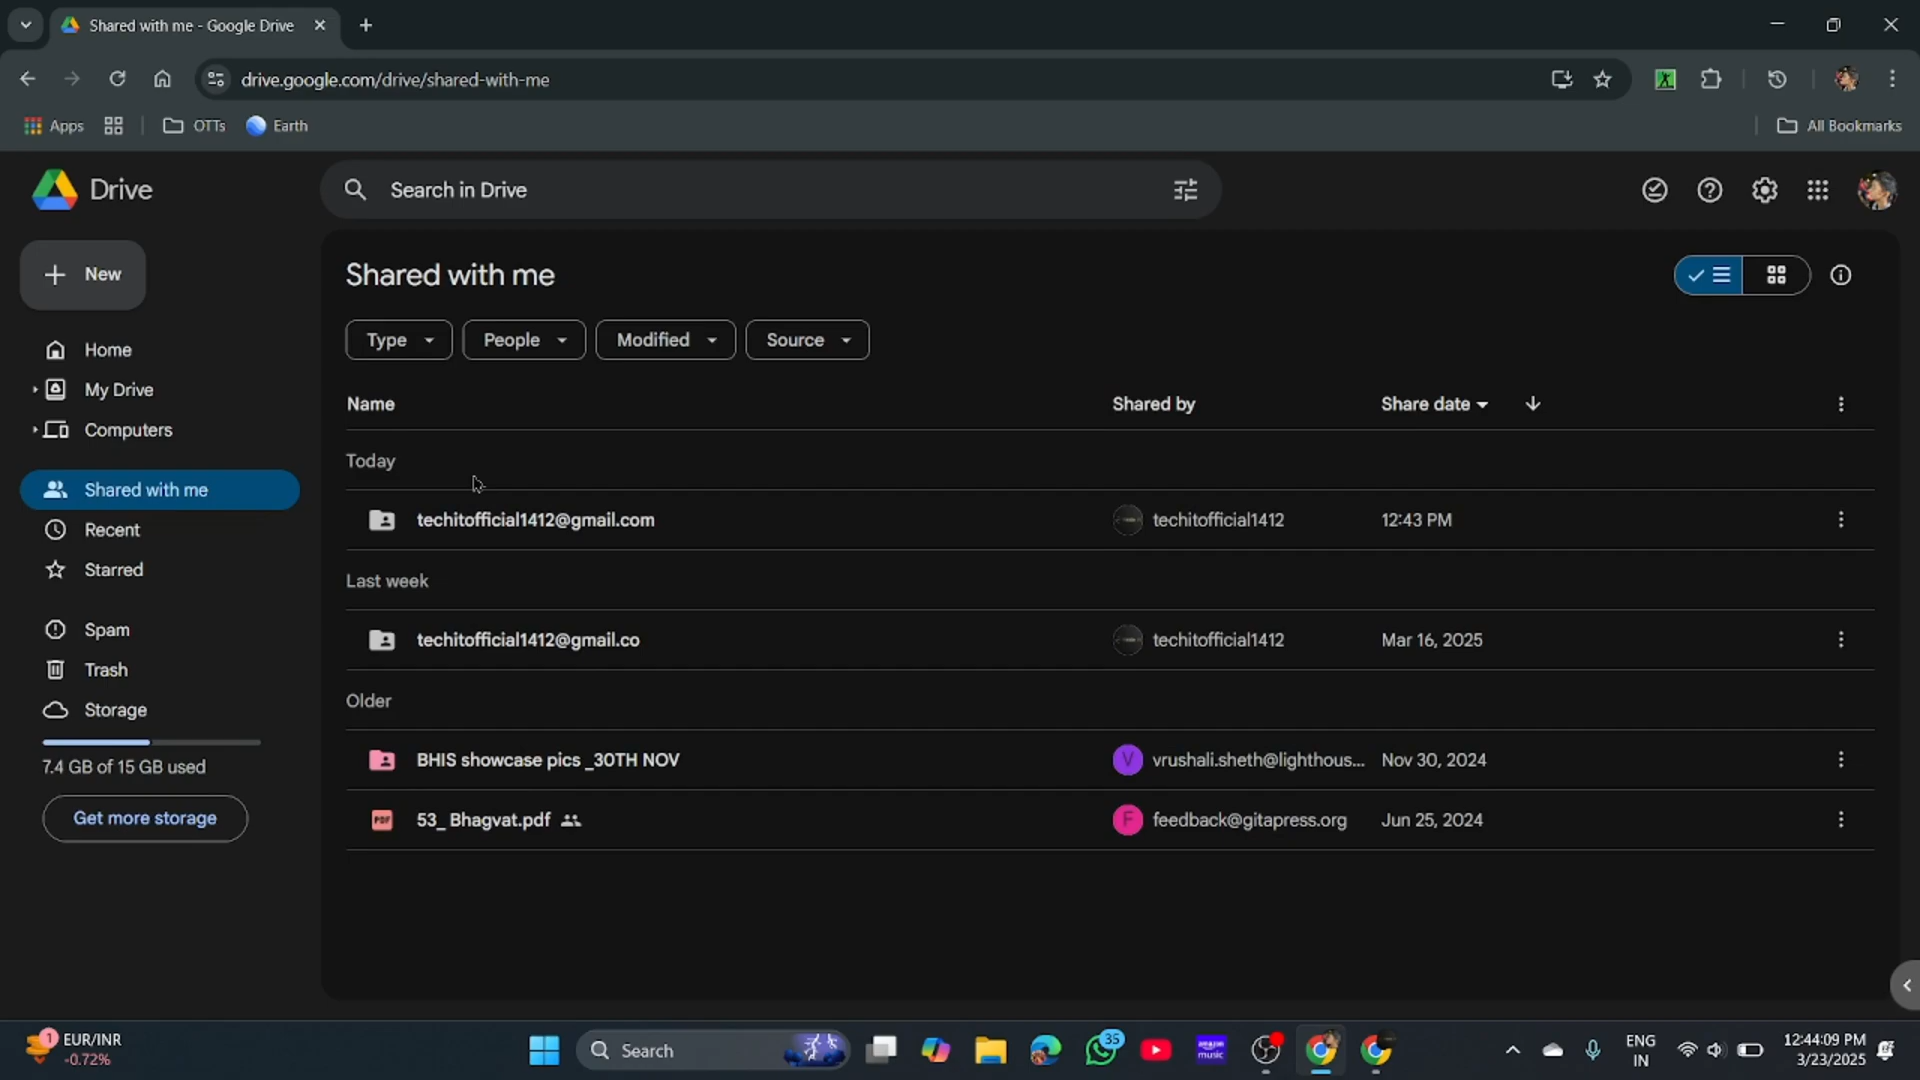 Shared with me - Google Drive
drive.google.com/drive/shared-with-me
Apps
OTTs
Earth
All Bookmarks
Drive
Search in Drive
New
Home
My Drive
Computers
Shared with me
Recent
Starred
Spam
Trash
Storage
7.4 GB of 15 GB used
Get more storage
Shared with me
Type
People
Modified
Source
Name Shared by Share date
Today
techitofficial1412@gmail.com techitofficial1412 12:43 PM
Last week
techitofficial1412@gmail.co techitofficial1412 Mar 16, 2025
Older
BHIS showcase pics _30TH NOV V vrushali.sheth@lighthous... Nov 30, 2024
PDF 53_ Bhagvat.pdf F feedback@gitapress.org Jun 25, 2024
1
EUR/INR
-0.72%
Search
35
amazon music
ENG
IN
12:44:09 PM
3/23/2025